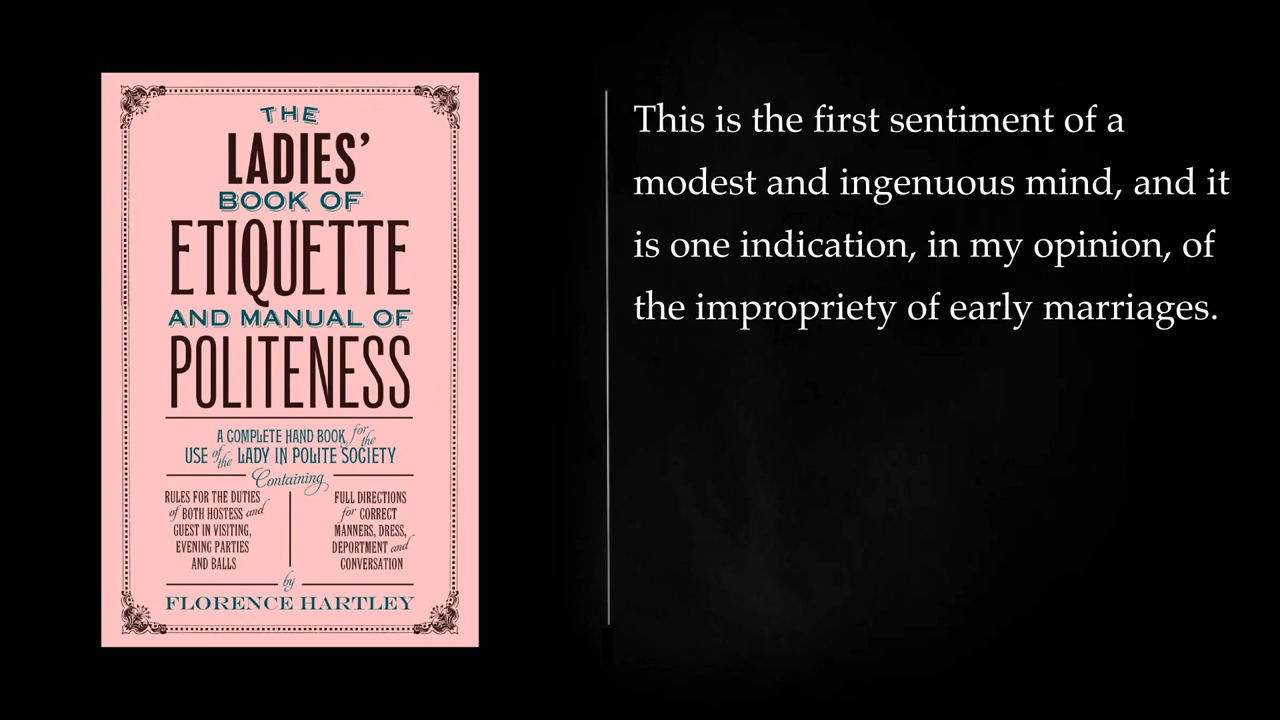 THE
LADIES'
BOOK OF
ETIQUETTE
AND MANUAL OF
POLITENESS
A COMPLETE HAND BOOK for the
USE of the LADY IN POLITE SOCIETY
Containing
RULES FOR THE DUTIES
of BOTH HOSTESS and
GUEST IN VISITING,
EVENING PARTIES
AND BALLS
FULL DIRECTIONS
for CORRECT
MANNERS, DRESS,
DEPORTMENT and
CONVERSATION
by
FLORENCE HARTLEY
This is the first sentiment of a
modest and ingenuous mind, and it
is one indication, in my opinion, of
the impropriety of early marriages.